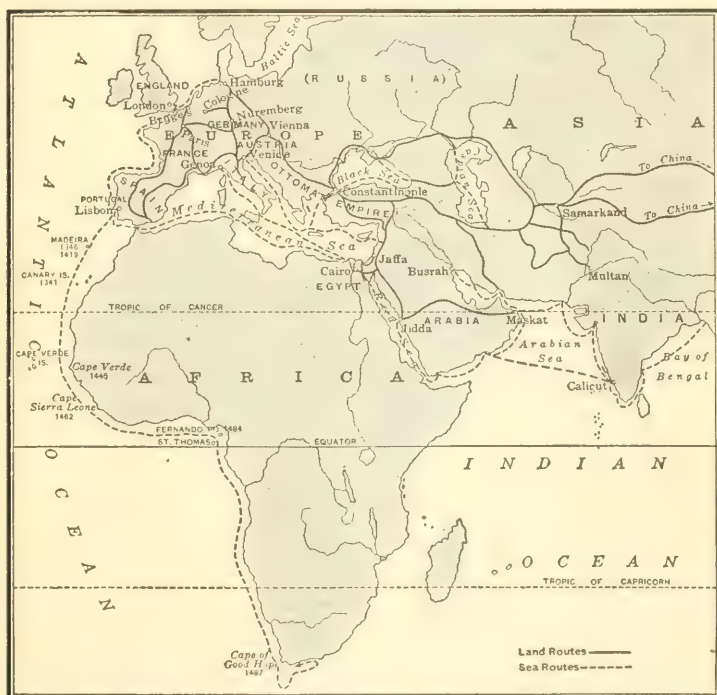 ATLANTIC
OCEAN
ENGLAND
London
Baltic Sea
Hamburg
Bruges
Cologne
Nuremberg
GERMANY
Vienna
Paris
EUROPE
FRANCE
AUSTRIA
Venice
Genoa
ITALY
SPAIN
PORTUGAL
Lisbon
OTTOMAN
EMPIRE
Black Sea
Constantinople
Mediterranean Sea
(RUSSIA)
ASIA
Caspian Sea
To China
To China
Samarkand
MADEIRA
1419
CANARY IS.
1341
Cairo
EGYPT
Jaffa
Busrah
Multan
TROPIC OF CANCER
Red Sea
Jidda
ARABIA
Maskat
INDIA
Arabian
Sea
Calicut
Bay of
Bengal
CAPE VERDE
IS.
Cape Verde
1445
AFRICA
Cape
Sierra Leone
1462
FERNANDO PO 1484
ST. THOMAS
EQUATOR
INDIAN
OCEAN
TROPIC OF CAPRICORN
Cape of
Good Hope
1487
Land Routes
Sea Routes